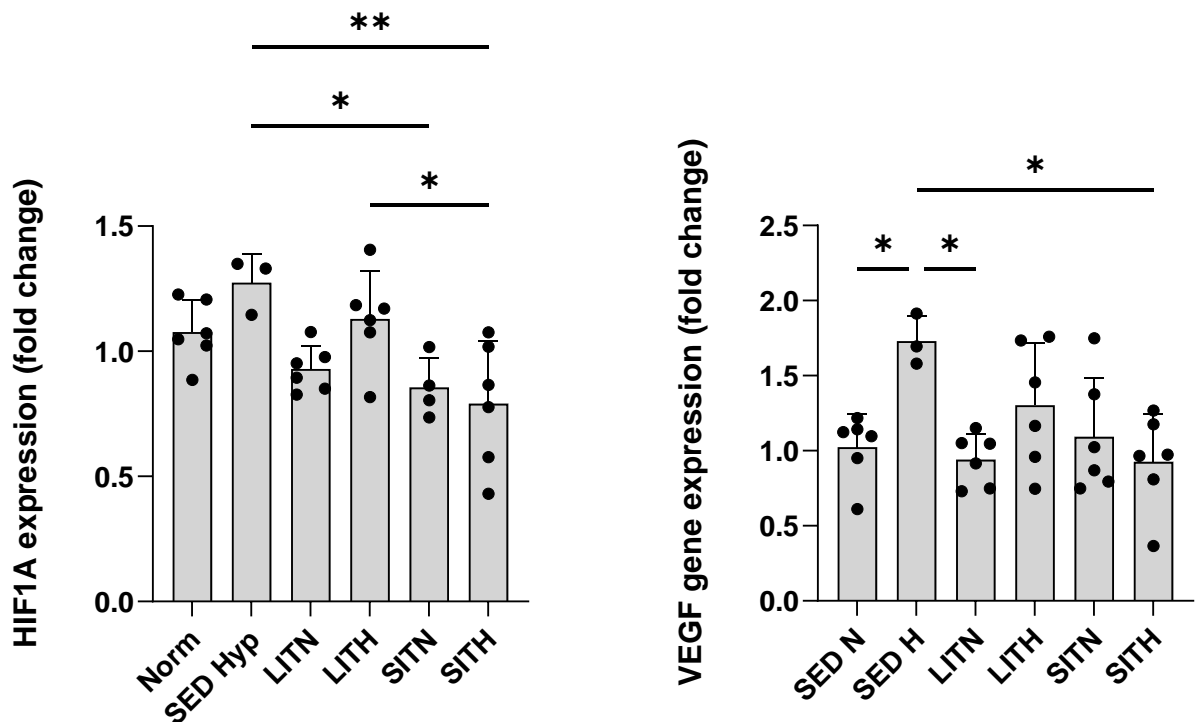 **
*
*
HIF1A expression (fold change)
1.5
1.0
0.5
0.0
Norm
SED Hyp
LITN
LITH
SITN
SITH
*
* *
VEGF gene expression (fold change)
2.5
2.0
1.5
1.0
0.5
0.0
SED N
SED H
LITN
LITH
SITN
SITH